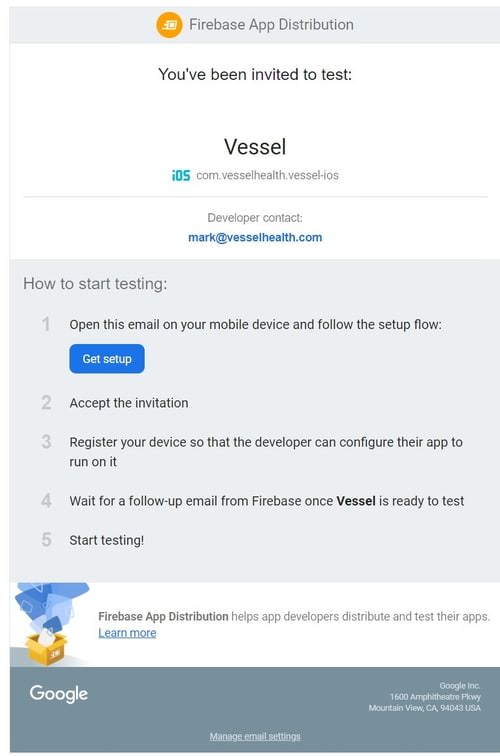 Firebase App Distribution
You've been invited to test:
Vessel
iOS com.vesselhealth.vessel-ios
Developer contact:
mark@vesselhealth.com
How to start testing:
1 Open this email on your mobile device and follow the setup flow:
Get setup
2 Accept the invitation
3 Register your device so that the developer can configure their app to
run on it
4 Wait for a follow-up email from Firebase once Vessel is ready to test
5 Start testing!
Firebase App Distribution helps app developers distribute and test their apps.
Learn more
Google
Google Inc.
1600 Amphitheatre Pkwy
Mountain View, CA, 94043 USA
Manage email settings